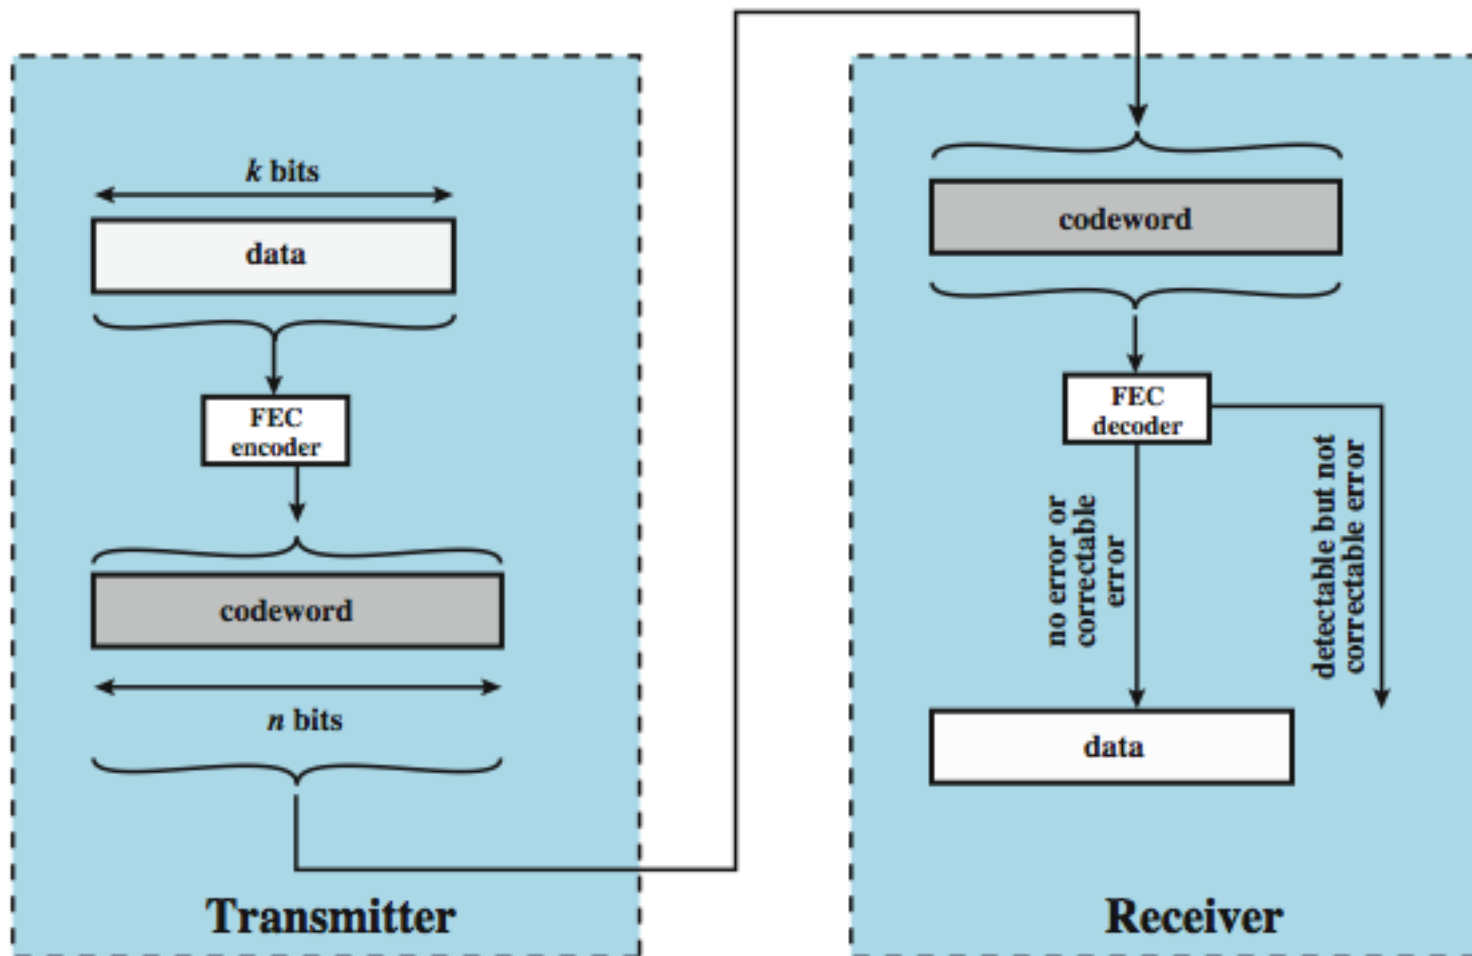 k bits
data
FEC
encoder
codeword
n bits
Transmitter
codeword
FEC
decoder
no error or
correctable
error
detectable but not
correctable error
data
Receiver